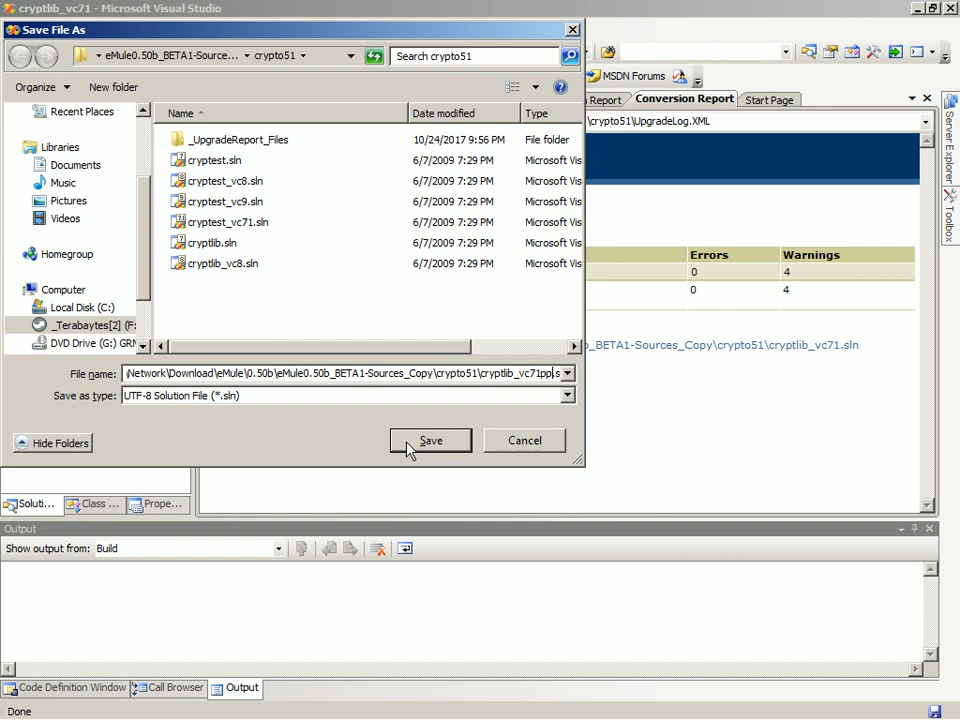 cryptlib_vc71 - Microsoft Visual Studio
Save File As
eMule0.50b_BETA1-Sources... crypto51
Search crypto51
Organize New folder
MSDN Forums
Report Conversion Report Start Page
\crypto51\UpgradeLog.XML
Recent Places
Libraries
Documents
Music
Pictures
Videos
Homegroup
Computer
Local Disk (C:)
_Terabytes[2] (F:
DVD Drive (G:) GRM
Name Date modified Type
_UpgradeReport_Files 10/24/2017 9:56 PM File folder
cryptest.sln 6/7/2009 7:29 PM Microsoft Vis
cryptest_vc8.sln 6/7/2009 7:29 PM Microsoft Vis
cryptest_vc9.sln 6/7/2009 7:29 PM Microsoft Vis
cryptest_vc71.sln 6/7/2009 7:29 PM Microsoft Vis
cryptlib.sln 6/7/2009 7:29 PM Microsoft Vis
cryptlib_vc8.sln 6/7/2009 7:29 PM Microsoft Vis
File name: \Network\Download\eMule\0.50b\eMule0.50b_BETA1-Sources_Copy\crypto51\cryptlib_vc71pp.s
Save as type: UTF-8 Solution File (*.sln)
Hide Folders Save Cancel
Errors Warnings
0 4
0 4
_BETA1-Sources_Copy\crypto51\cryptlib_vc71.sln
Server Explorer
Toolbox
Soluti... Class ... Prope...
Output
Show output from: Build
Code Definition Window Call Browser Output
Done